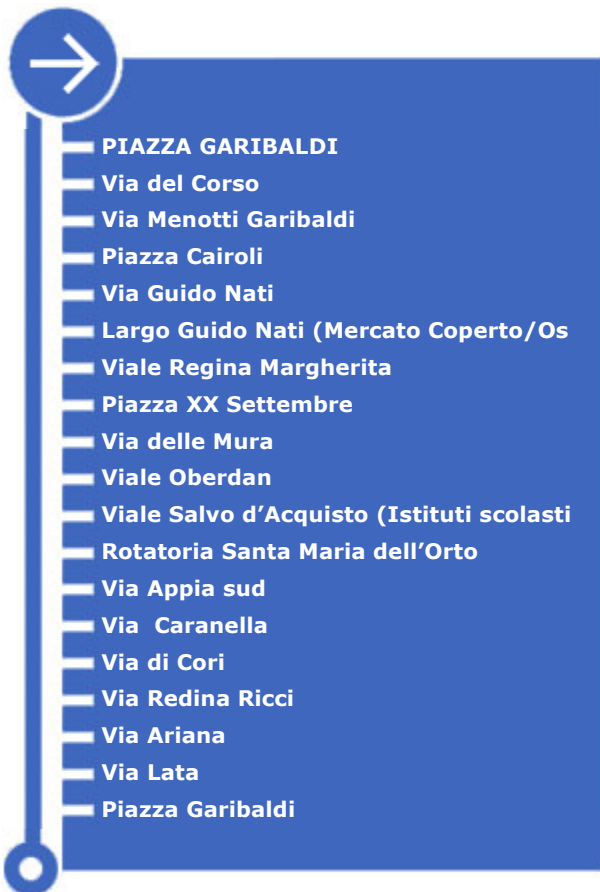 PIAZZA GARIBALDI
Via del Corso
Via Menotti Garibaldi
Piazza Cairoli
Via Guido Nati
Largo Guido Nati (Mercato Coperto/Os
Viale Regina Margherita
Piazza XX Settembre
Via delle Mura
Viale Oberdan
Viale Salvo d’Acquisto (Istituti scolasti
Rotatoria Santa Maria dell’Orto
Via Appia sud
Via  Caranella
Via di Cori
Via Redina Ricci
Via Ariana
Via Lata
Piazza Garibaldi